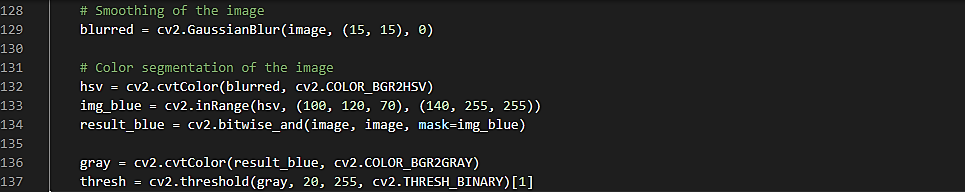 128 # Smoothing of the image
129 blurred = cv2.GaussianBlur(image, (15, 15), 0)
130
131 # Color segmentation of the image
132 hsv = cv2.cvtColor(blurred, cv2.COLOR_BGR2HSV)
133 img_blue = cv2.inRange(hsv, (100, 120, 70), (140, 255, 255))
134 result_blue = cv2.bitwise_and(image, image, mask=img_blue)
135
136 gray = cv2.cvtColor(result_blue, cv2.COLOR_BGR2GRAY)
137 thresh = cv2.threshold(gray, 20, 255, cv2.THRESH_BINARY)[1]